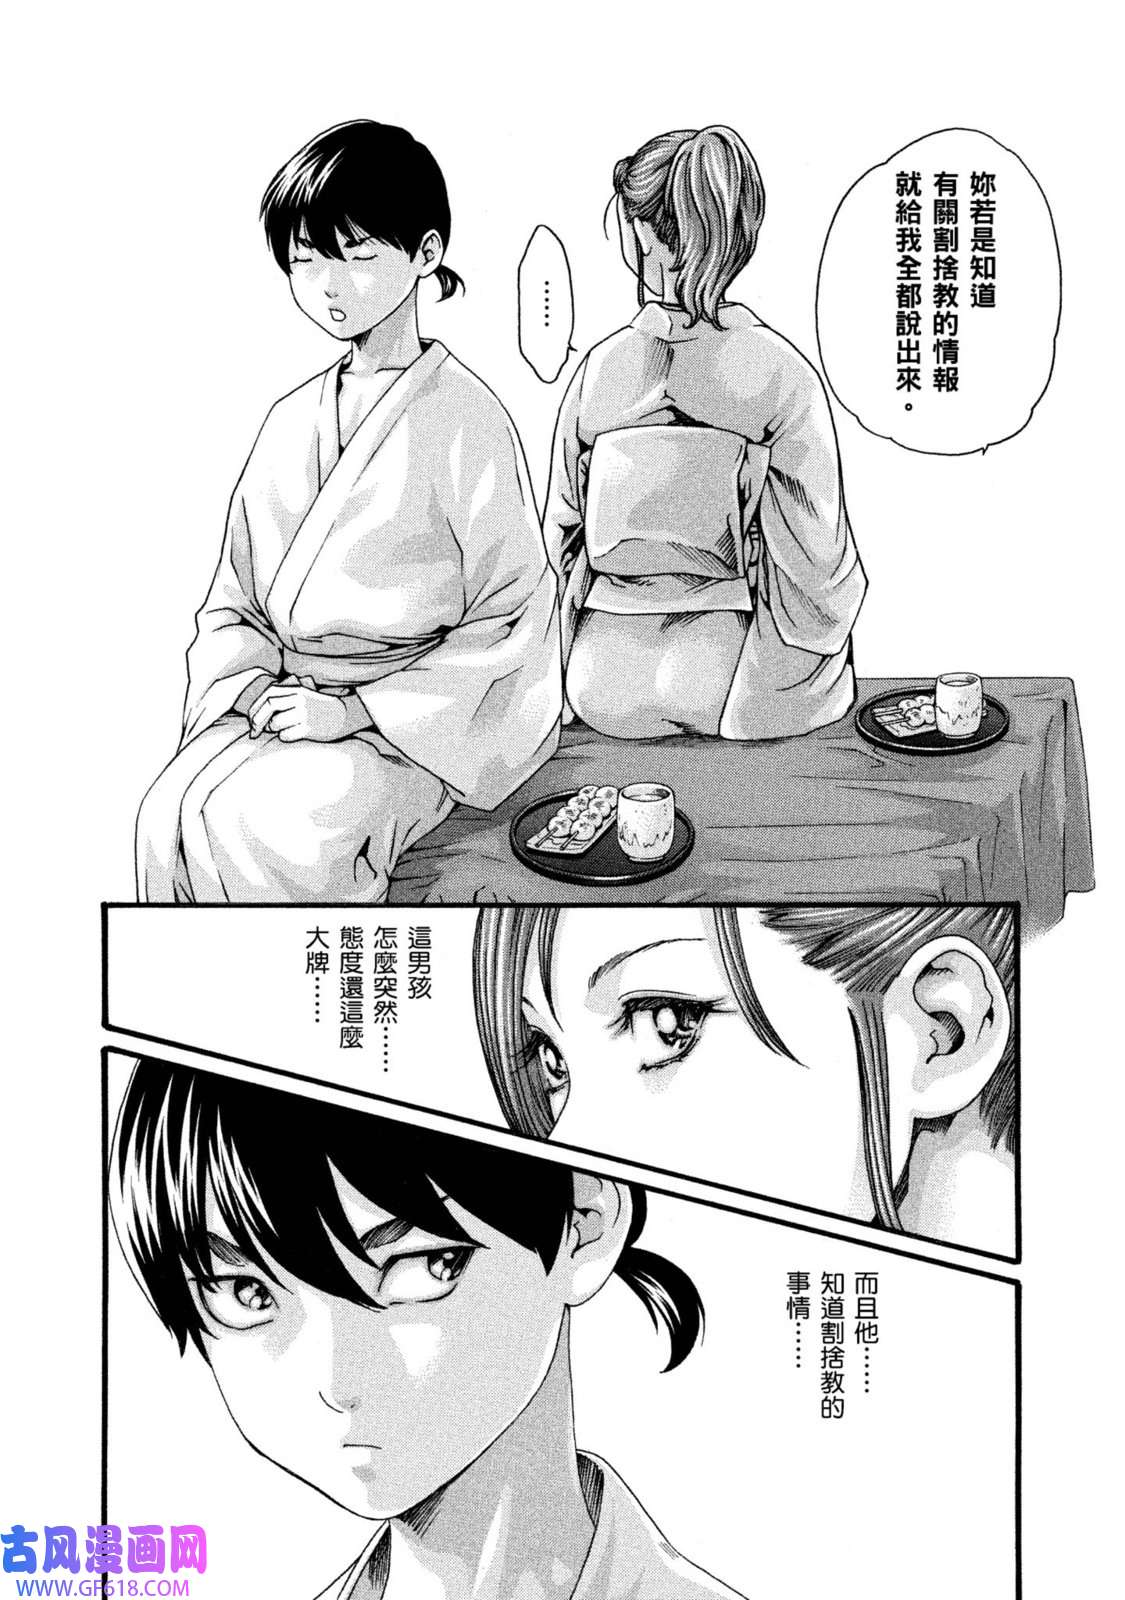 妳若是知道
有關割捨教的情報
就給我全都說出來。
……
這男孩
怎麼突然……
態度還這麼
大牌……
而且他……
知道割捨教的
事情……
古风漫画网
WWW.GF618.COM